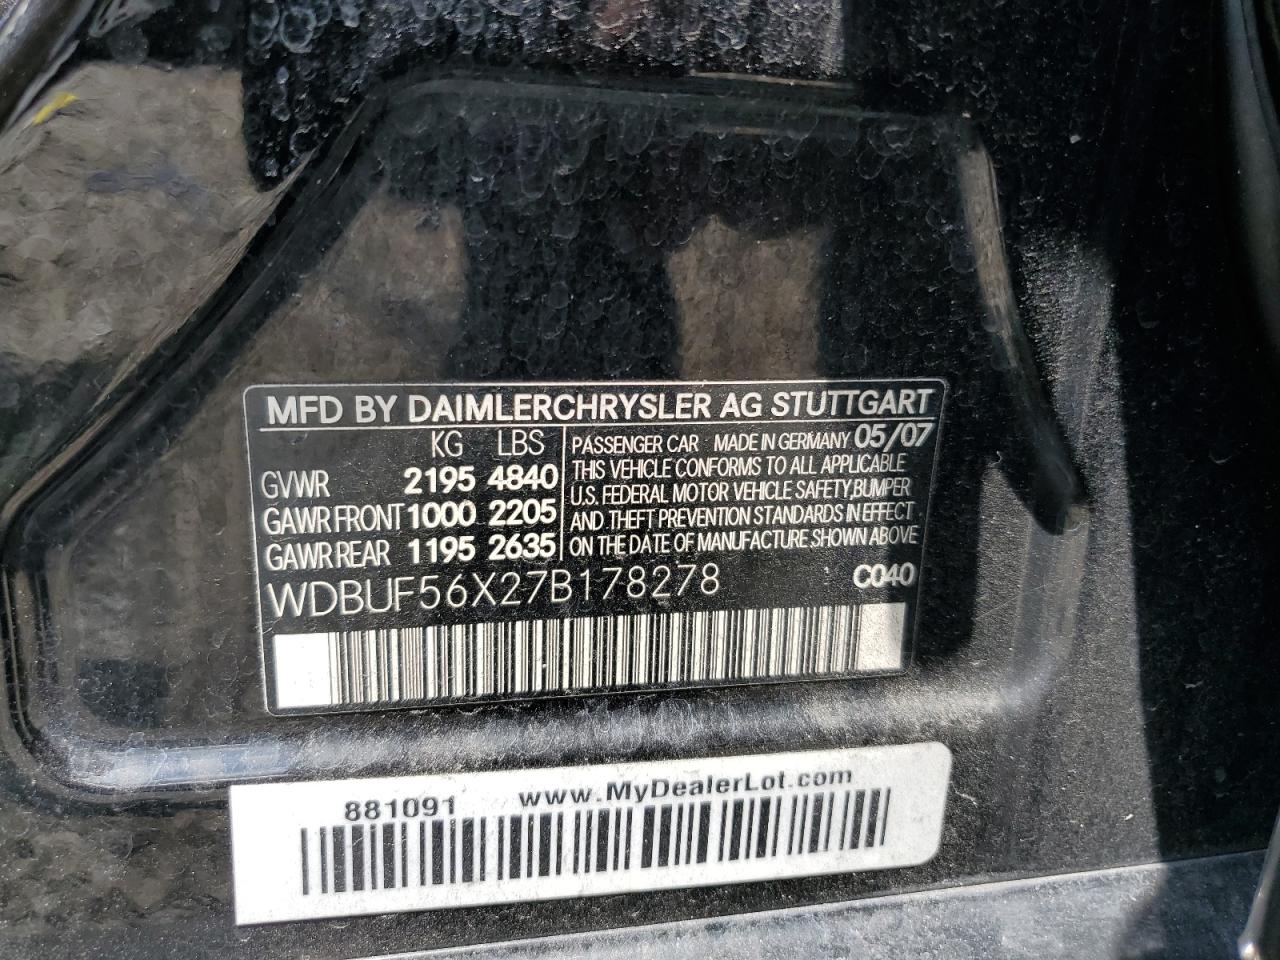 MFD BY DAIMLERCHRYSLER AG STUTTGART
KG LBS
GVWR 2195 4840
GAWR FRONT 1000 2205
GAWR REAR 1195 2635
PASSENGER CAR MADE IN GERMANY 05/07
THIS VEHICLE CONFORMS TO ALL APPLICABLE
U.S. FEDERAL MOTOR VEHICLE SAFETY, BUMPER
AND THEFT PREVENTION STANDARDS IN EFFECT
ON THE DATE OF MANUFACTURE SHOWN ABOVE
WDBUF56X27B178278 C040
881091 www.MyDealerLot.com